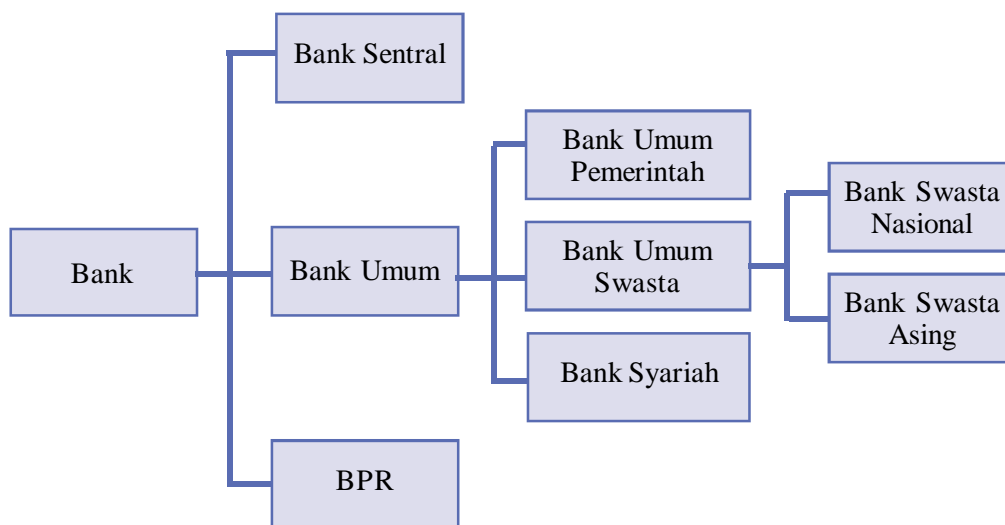 Bank
Bank Sentral
Bank Umum
BPR
Bank Umum
Pemerintah
Bank Umum
Swasta
Bank Syariah
Bank Swasta
Nasional
Bank Swasta
Asing